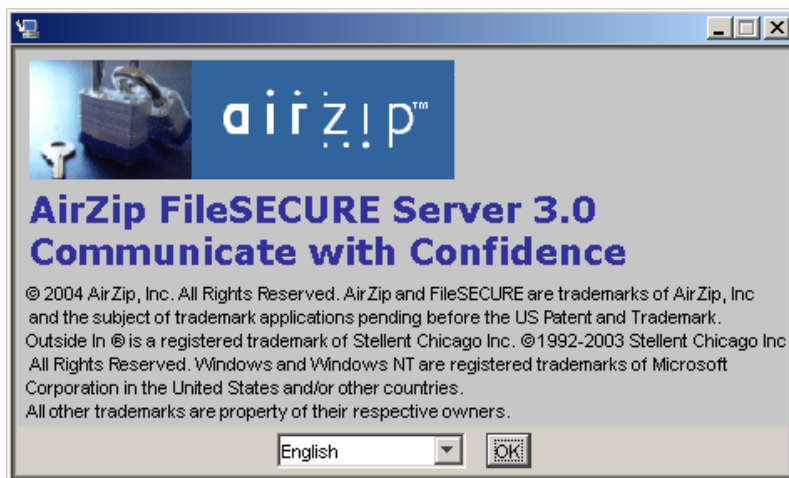 airzip™
AirZip FileSECURE Server 3.0
Communicate with Confidence
© 2004 AirZip, Inc. All Rights Reserved. AirZip and FileSECURE are trademarks of AirZip, Inc
and the subject of trademark applications pending before the US Patent and Trademark.
Outside In ® is a registered trademark of Stellent Chicago Inc. ©1992-2003 Stellent Chicago Inc
All Rights Reserved. Windows and Windows NT are registered trademarks of Microsoft
Corporation in the United States and/or other countries.
All other trademarks are property of their respective owners.
English
OK